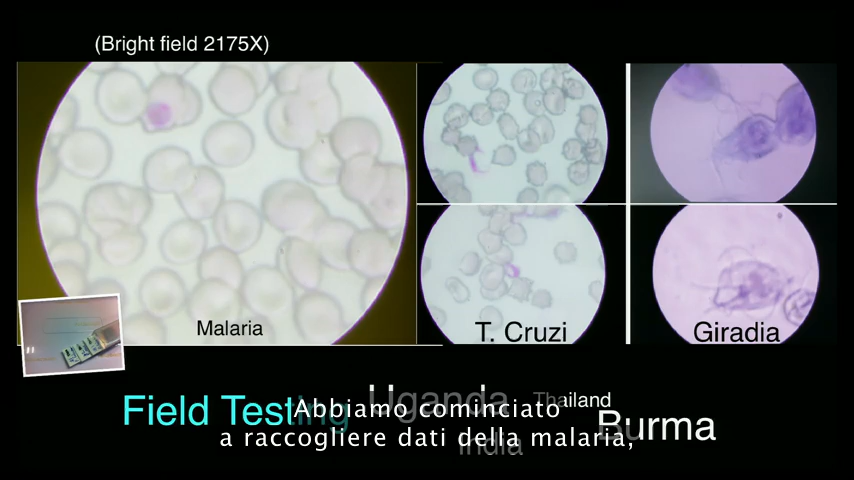 (Bright field 2175X)
Malaria
T. Cruzi
Giradia
Field Testing
Uganda
Thailand
Burma
India
Abbiamo cominciato
a raccogliere dati della malaria,